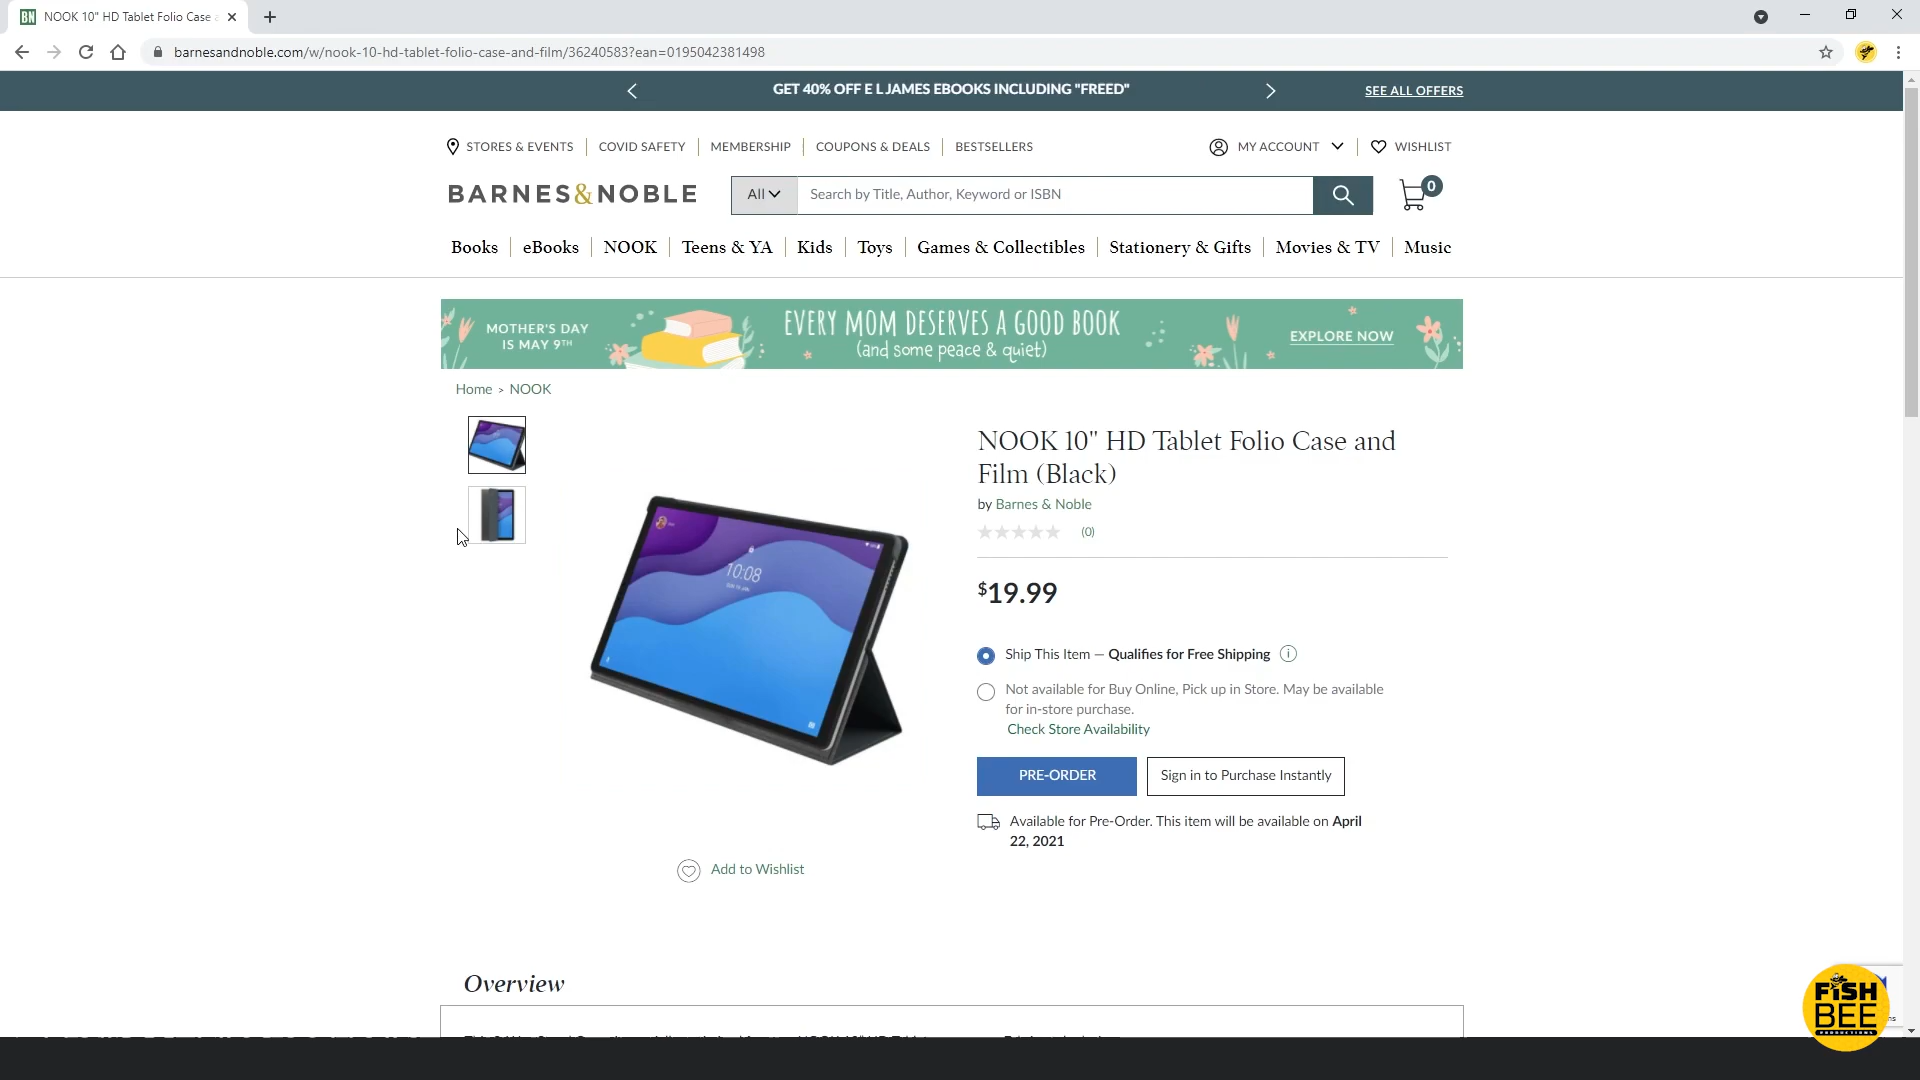 NOOK 10" HD Tablet Folio Case
barnesandnoble.com/w/nook-10-hd-tablet-folio-case-and-film/36240583?ean=0195042381498
GET 40% OFF E L JAMES EBOOKS INCLUDING "FREED"
SEE ALL OFFERS
STORES & EVENTS
COVID SAFETY
MEMBERSHIP
COUPONS & DEALS
BESTSELLERS
MY ACCOUNT
WISHLIST
BARNES&NOBLE
All
Search by Title, Author, Keyword or ISBN
0
Books
eBooks
NOOK
Teens & YA
Kids
Toys
Games & Collectibles
Stationery & Gifts
Movies & TV
Music
MOTHER'S DAY
IS MAY 9TH
EVERY MOM DESERVES A GOOD BOOK
(and some peace & quiet)
EXPLORE NOW
Home > NOOK
NOOK 10" HD Tablet Folio Case and
Film (Black)
by Barnes & Noble
(0)
$19.99
Ship This Item — Qualifies for Free Shipping
Not available for Buy Online, Pick up in Store. May be available
for in-store purchase.
Check Store Availability
PRE-ORDER
Sign in to Purchase Instantly
Available for Pre-Order. This item will be available on April
22, 2021
10:08
Add to Wishlist
Overview
FISH
BEE
PRODUCTIONS